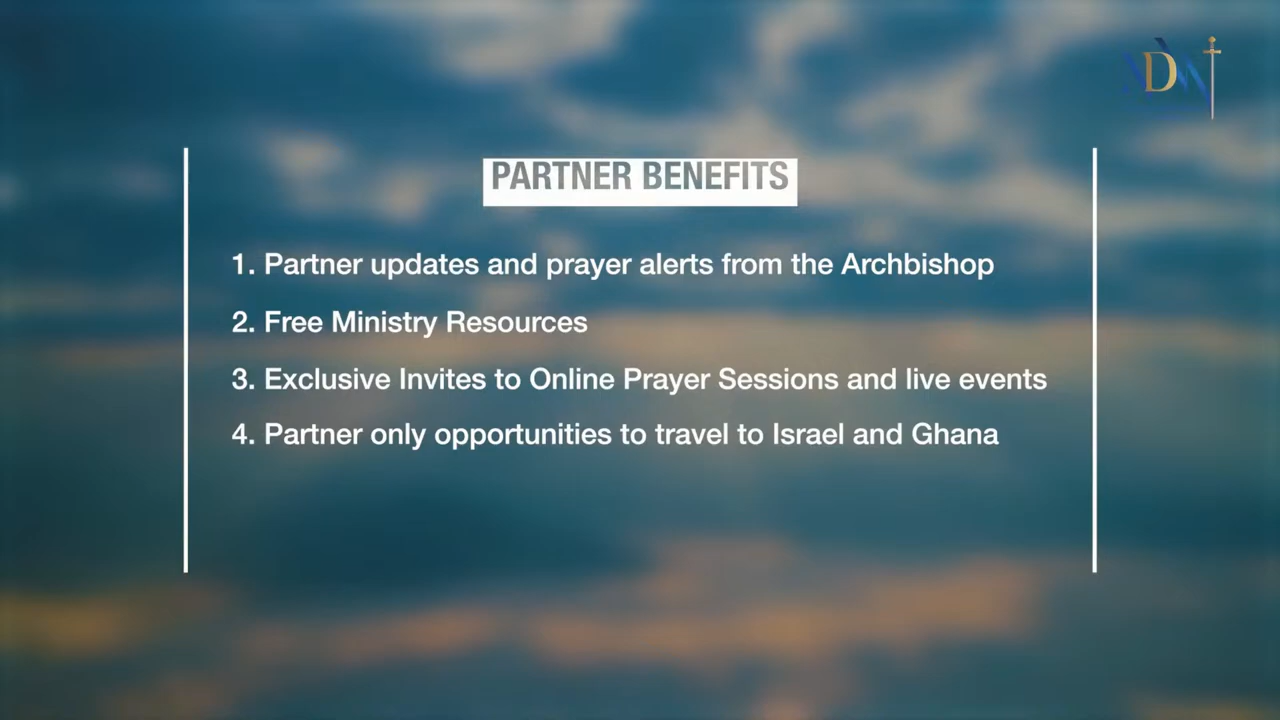 NDW
PARTNER BENEFITS
1. Partner updates and prayer alerts from the Archbishop
2. Free Ministry Resources
3. Exclusive Invites to Online Prayer Sessions and live events
4. Partner only opportunities to travel to Israel and Ghana